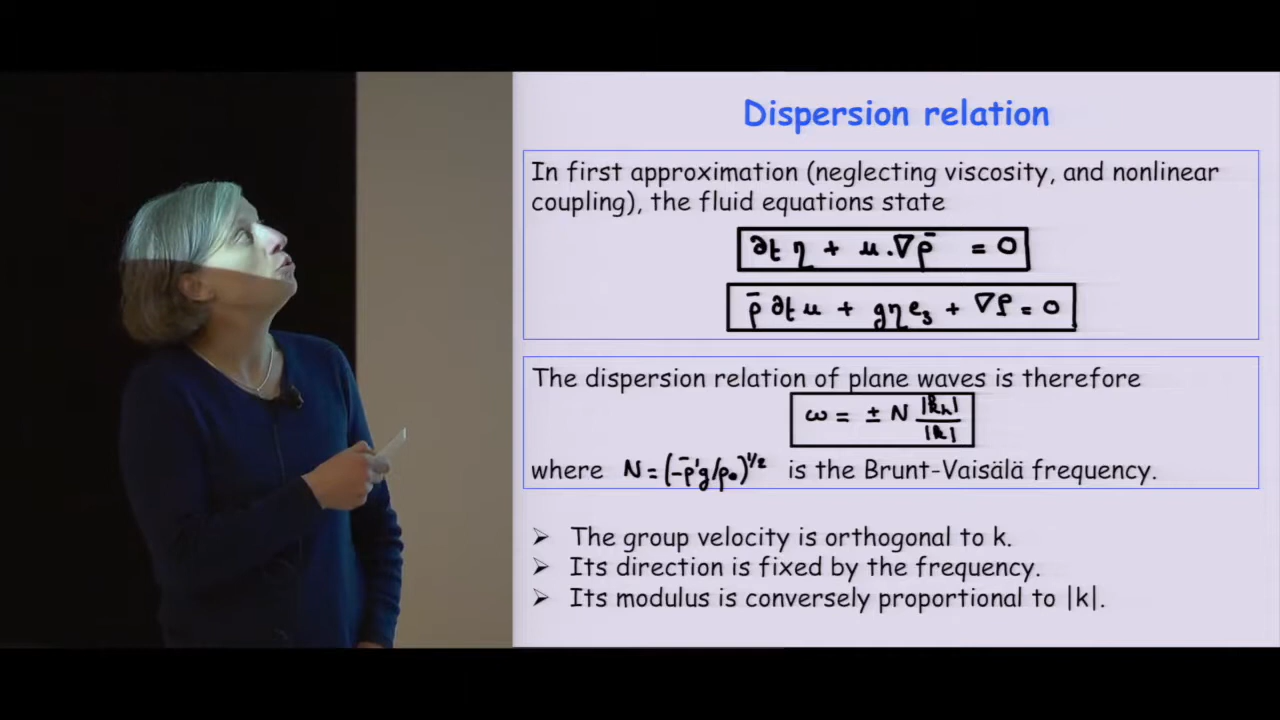 Dispersion relation
In first approximation (neglecting viscosity, and nonlinear
coupling), the fluid equations state
∂t η + u.∇ρ̄ = 0
ρ̄ ∂t u + gηe₃ + ∇P = 0
The dispersion relation of plane waves is therefore
ω = ± N |kₕ|/|k|
where N = (-ρ̄'g/ρ₀)^1/2 is the Brunt-Vaisälä frequency.
➢ The group velocity is orthogonal to k.
➢ Its direction is fixed by the frequency.
➢ Its modulus is conversely proportional to |k|.